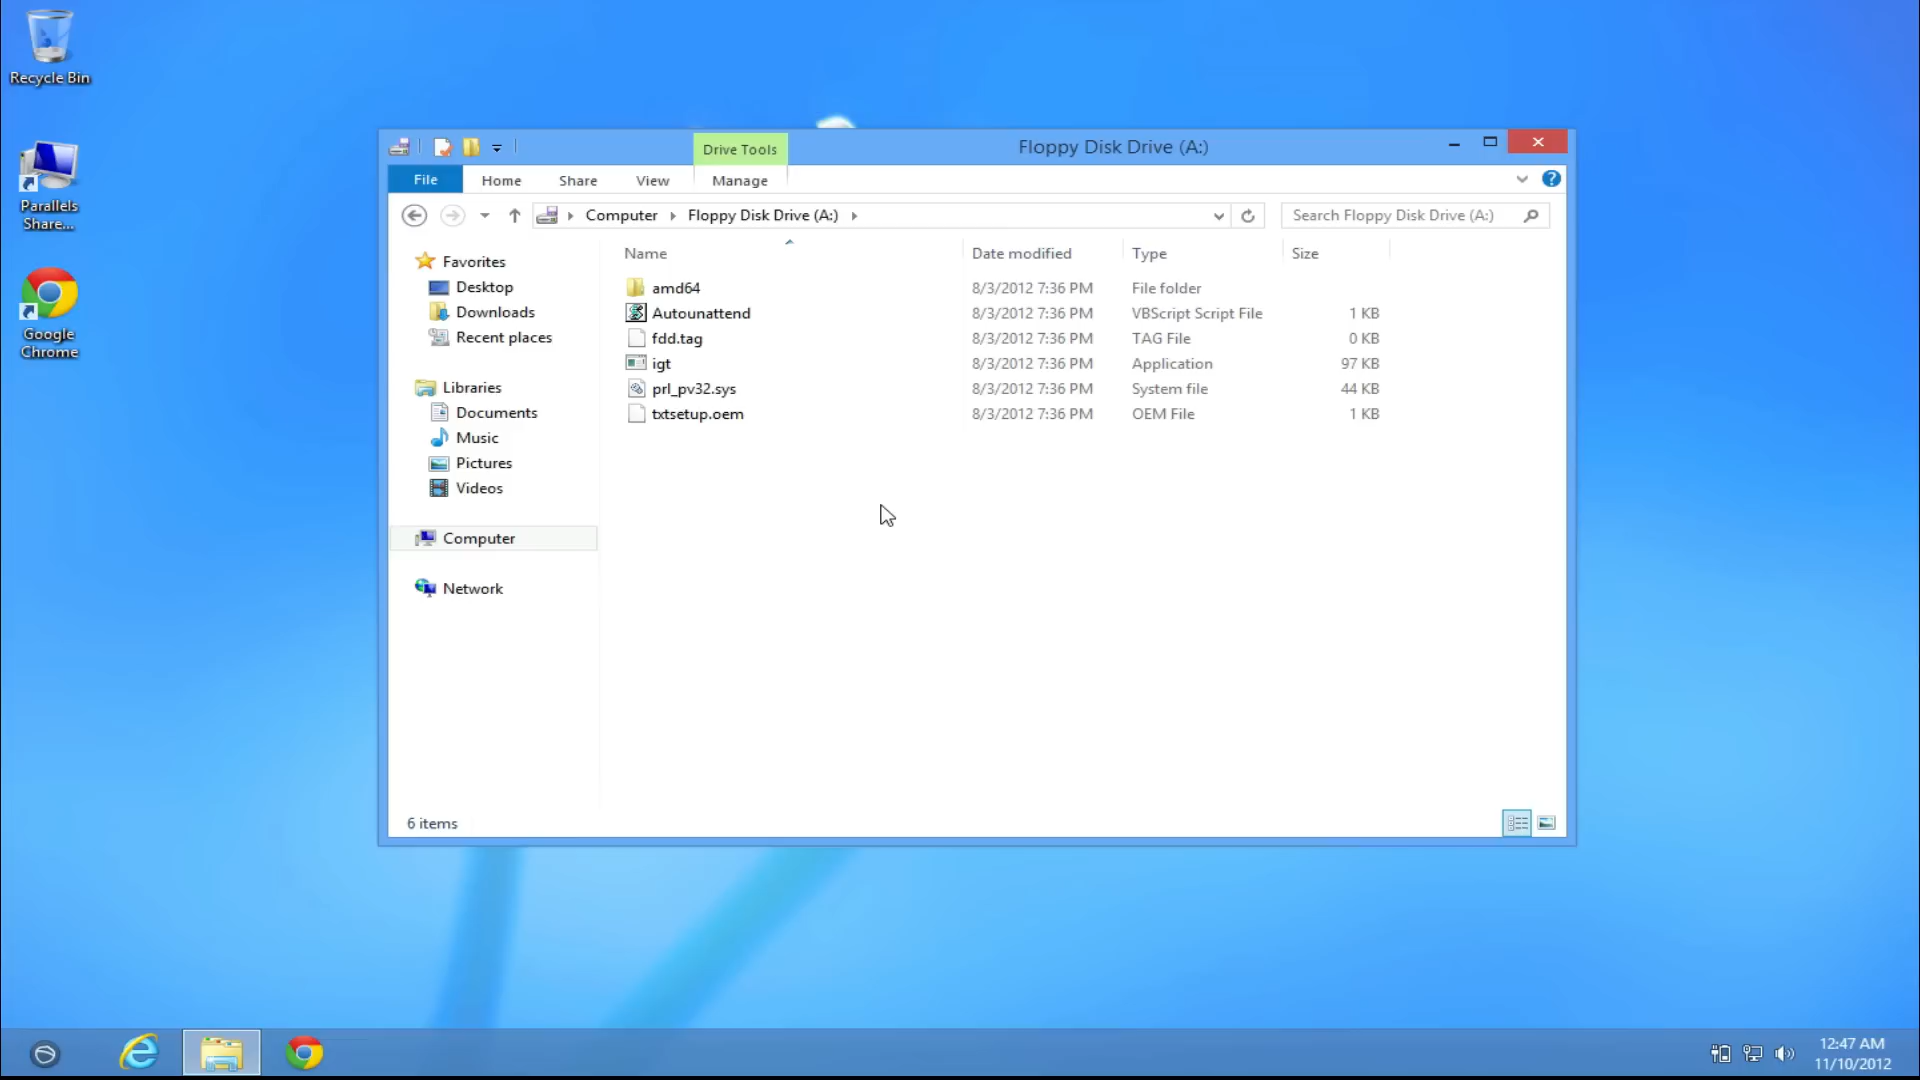 Recycle Bin
Parallels
Share...
Google
Chrome
Drive Tools
Floppy Disk Drive (A:)
File
Home
Share
View
Manage
Computer
Floppy Disk Drive (A:)
Search Floppy Disk Drive (A:)
Favorites
Desktop
Downloads
Recent places
Libraries
Documents
Music
Pictures
Videos
Computer
Network
Name Date modified Type Size
amd64 8/3/2012 7:36 PM File folder
Autounattend 8/3/2012 7:36 PM VBScript Script File 1 KB
fdd.tag 8/3/2012 7:36 PM TAG File 0 KB
igt 8/3/2012 7:36 PM Application 97 KB
prl_pv32.sys 8/3/2012 7:36 PM System file 44 KB
txtsetup.oem 8/3/2012 7:36 PM OEM File 1 KB
6 items
12:47 AM
11/10/2012